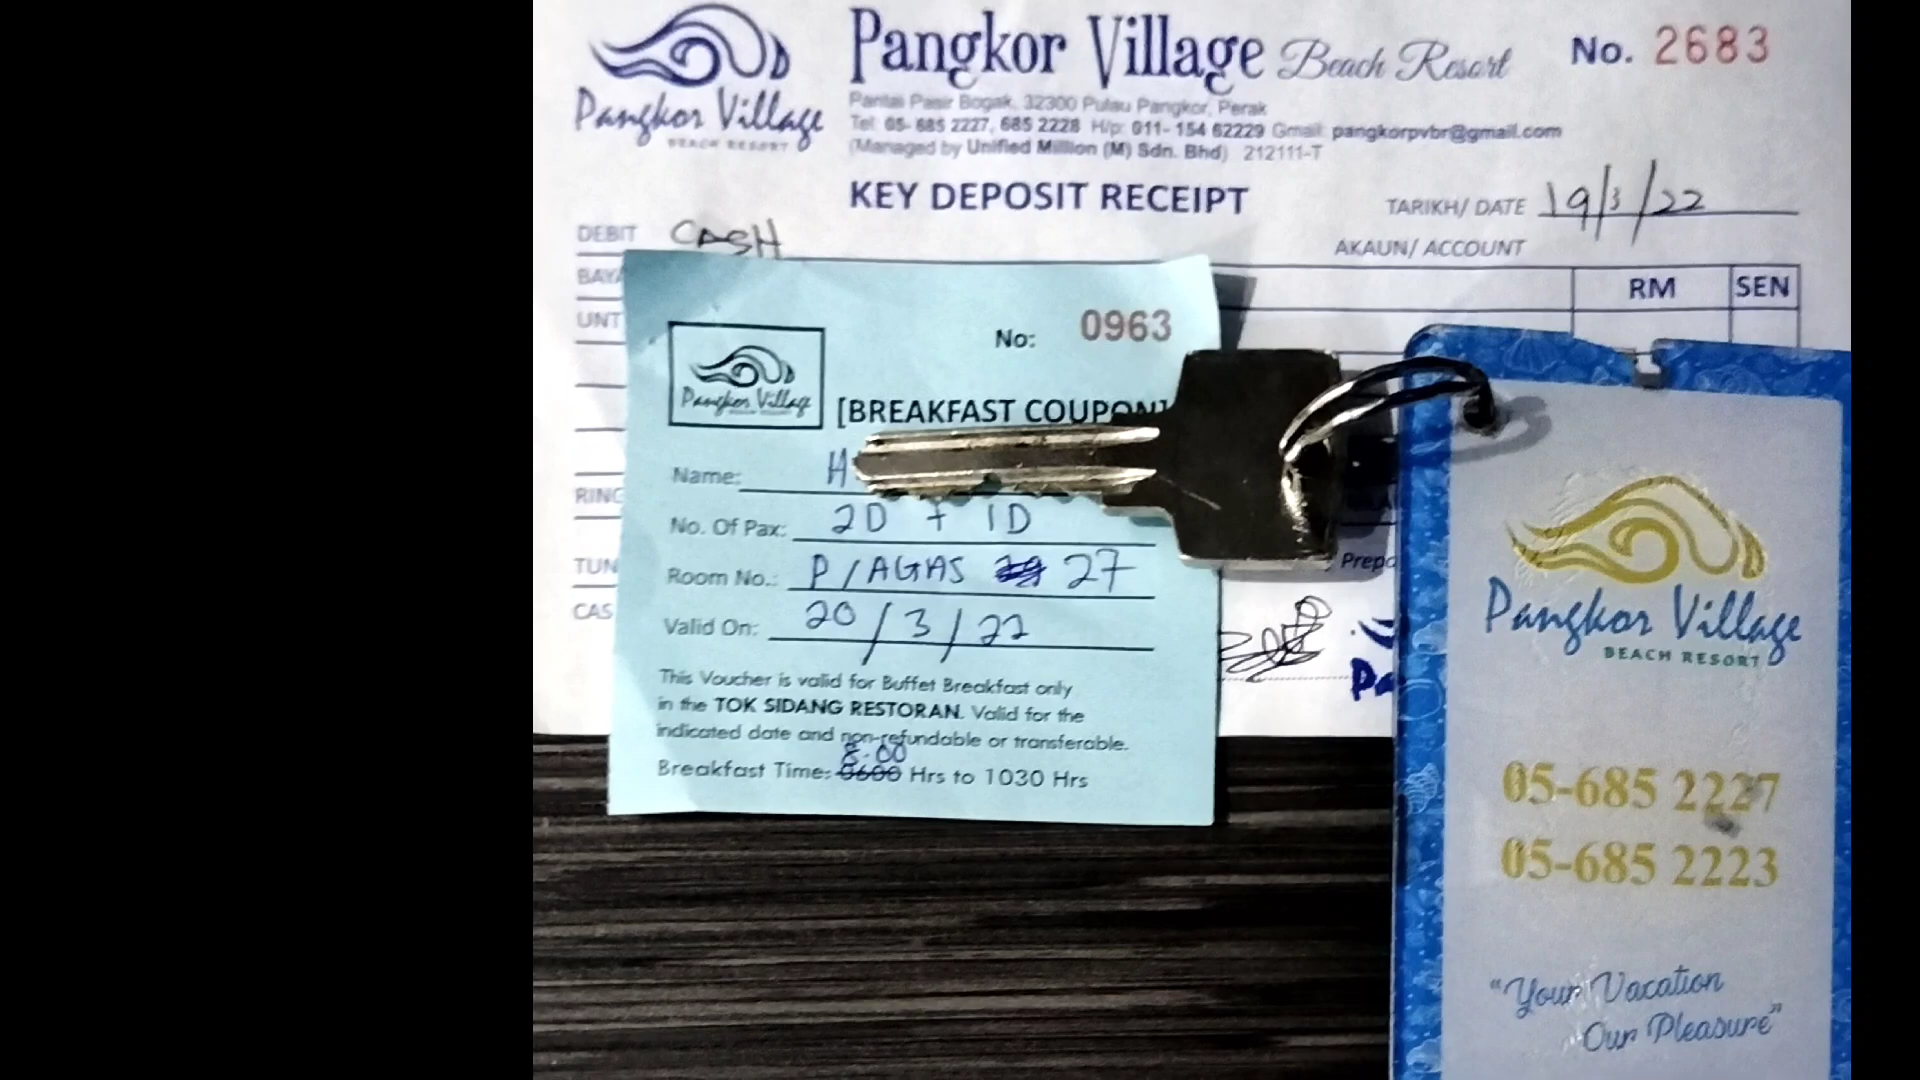 Pangkor Village
BEACH RESORT
Pangkor Village Beach Resort
No. 2683
Pantai Pasir Bogak, 32300 Pulau Pangkor, Perak
Tel: 05- 685 2227, 685 2228 H/p: 011- 154 62229 Gmail: pangkorpvbr@gmail.com
(Managed by Unified Million (M) Sdn. Bhd) 212111-T
KEY DEPOSIT RECEIPT
TARIKH/ DATE 19/3/22
DEBIT CASH
AKAUN/ ACCOUNT
RM SEN
No: 0963
Pangkor Village
[BREAKFAST COUPON]
Name: H
No. Of Pax: 2D + 1D
Room No.: P/AGAS 27
Valid On: 20/3/22
This Voucher is valid for Buffet Breakfast only
in the TOK SIDANG RESTORAN. Valid for the
indicated date and non-refundable or transferable.
8.00
Breakfast Time: 0600 Hrs to 1030 Hrs
Pangkor Village
BEACH RESORT
05-685 2227
05-685 2223
"Your Vacation
Our Pleasure"